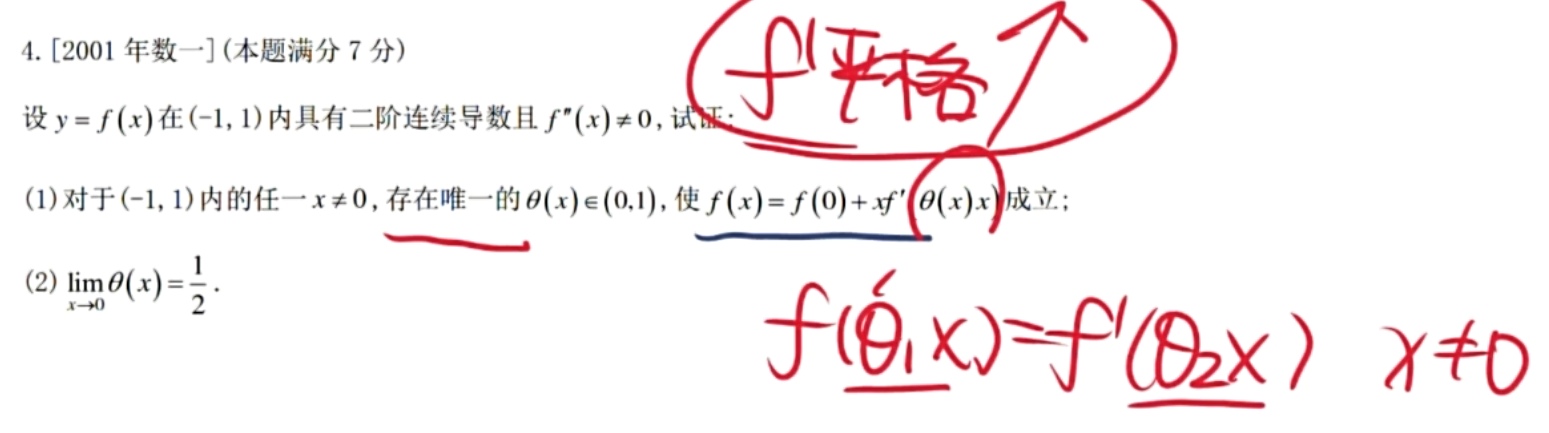 4. [2001 年数一] (本题满分 7 分)
f' 严格 ↗
设 y = f(x) 在 (-1, 1) 内具有二阶连续导数且 f″(x) ≠ 0, 试证:
(1) 对于 (-1, 1) 内的任一 x ≠ 0, 存在唯一的 θ(x) ∈ (0,1), 使 f(x) = f(0) + xf′(θ(x)x) 成立;
(2) lim_{x→0} θ(x) = 1/2 .
f′(θ₁x) = f′(θ₂x) x≠0